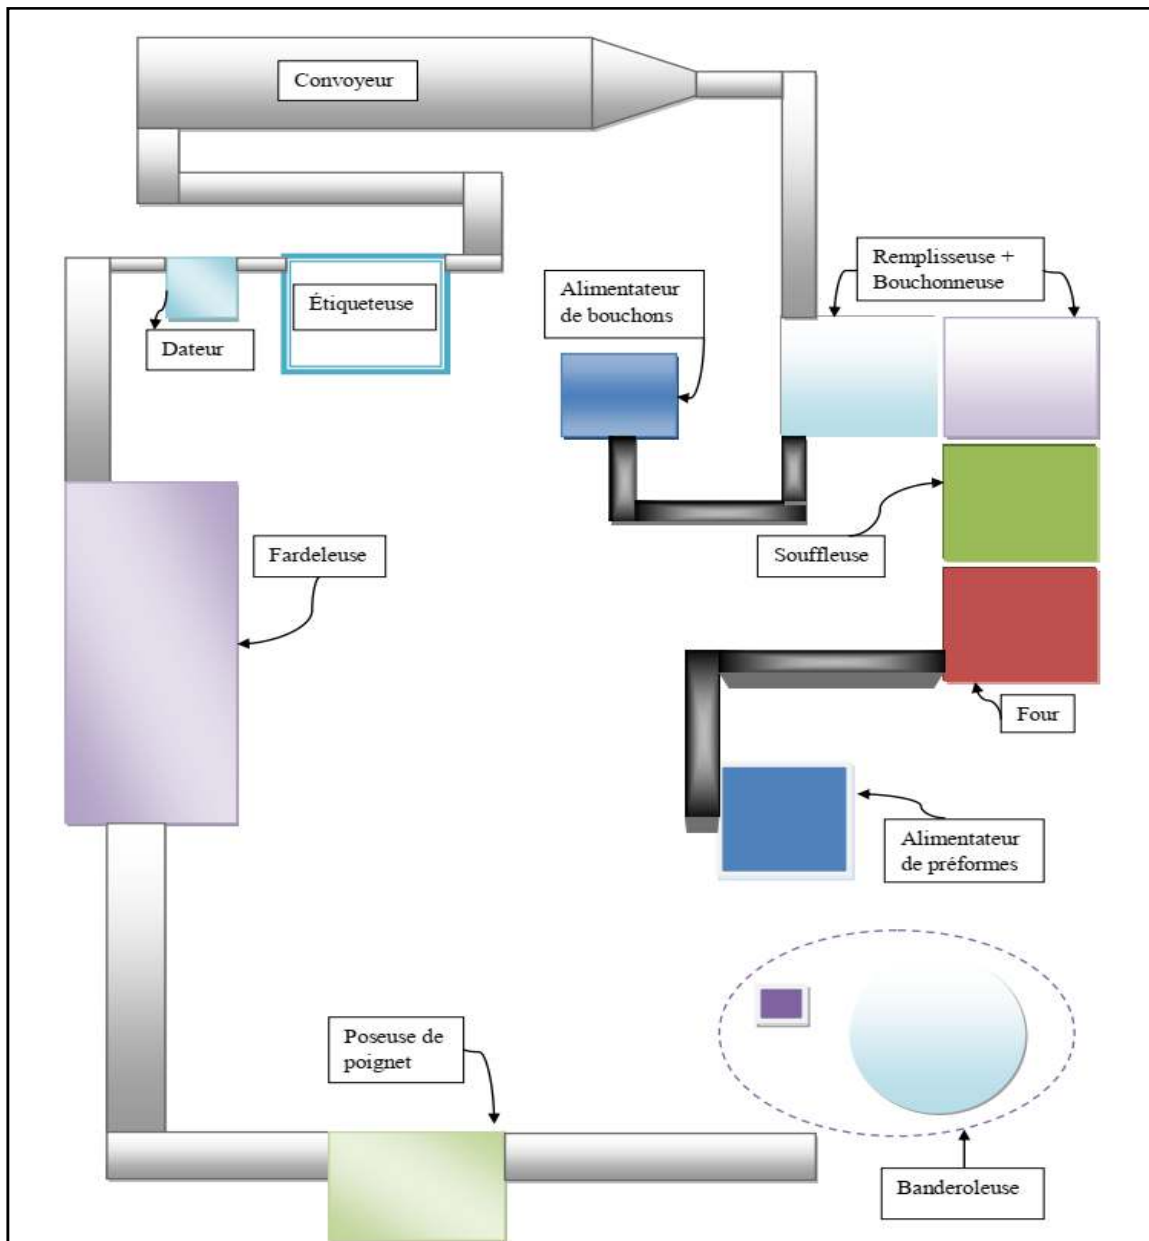 Convoyeur
Remplisseuse +
Bouchonneuse
Alimentateur
de bouchons
Étiqueteuse
Dateur
Fardeleuse
Souffleuse
Four
Alimentateur
de préformes
Poseuse de
poignet
Banderoleuse